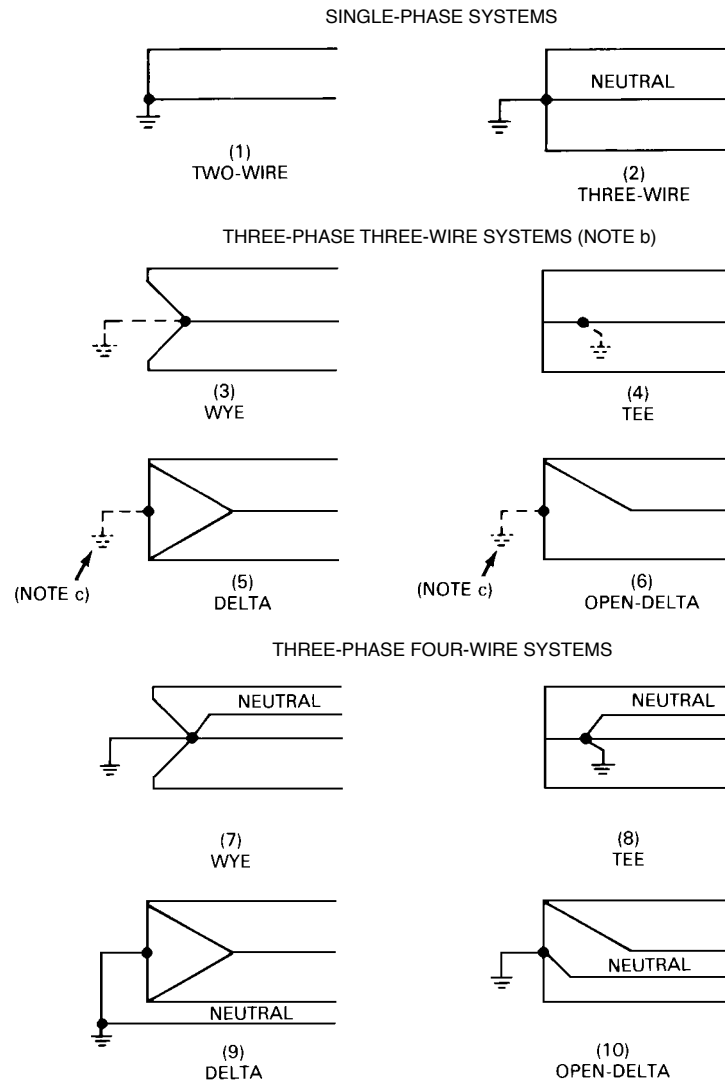 SINGLE-PHASE SYSTEMS
NEUTRAL
(1)
TWO-WIRE
(2)
THREE-WIRE
THREE-PHASE THREE-WIRE SYSTEMS (NOTE b)
(3)
WYE
(4)
TEE
(NOTE c)
(5)
DELTA
(NOTE c)
(6)
OPEN-DELTA
THREE-PHASE FOUR-WIRE SYSTEMS
NEUTRAL
NEUTRAL
(7)
WYE
(8)
TEE
NEUTRAL
(9)
DELTA
NEUTRAL
(10)
OPEN-DELTA